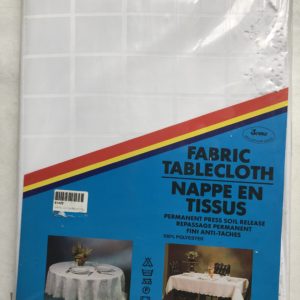 FABRIC
TABLECLOTH
NAPPE EN
TISSUS
PERMANENT PRESS SOIL RELEASE
REPASSAGE PERMANENT
FINI ANTI-TACHES
100% POLYESTER